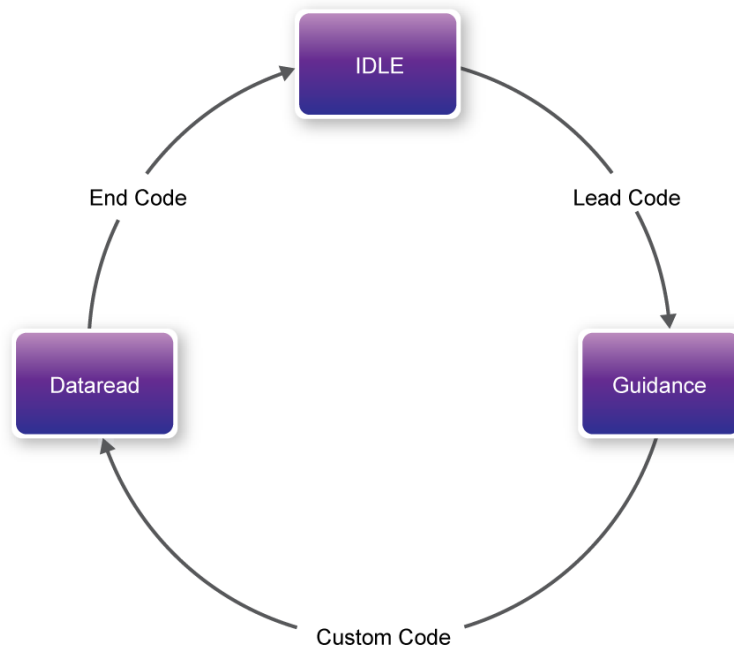 IDLE
End Code
Lead Code
Dataread
Guidance
Custom Code